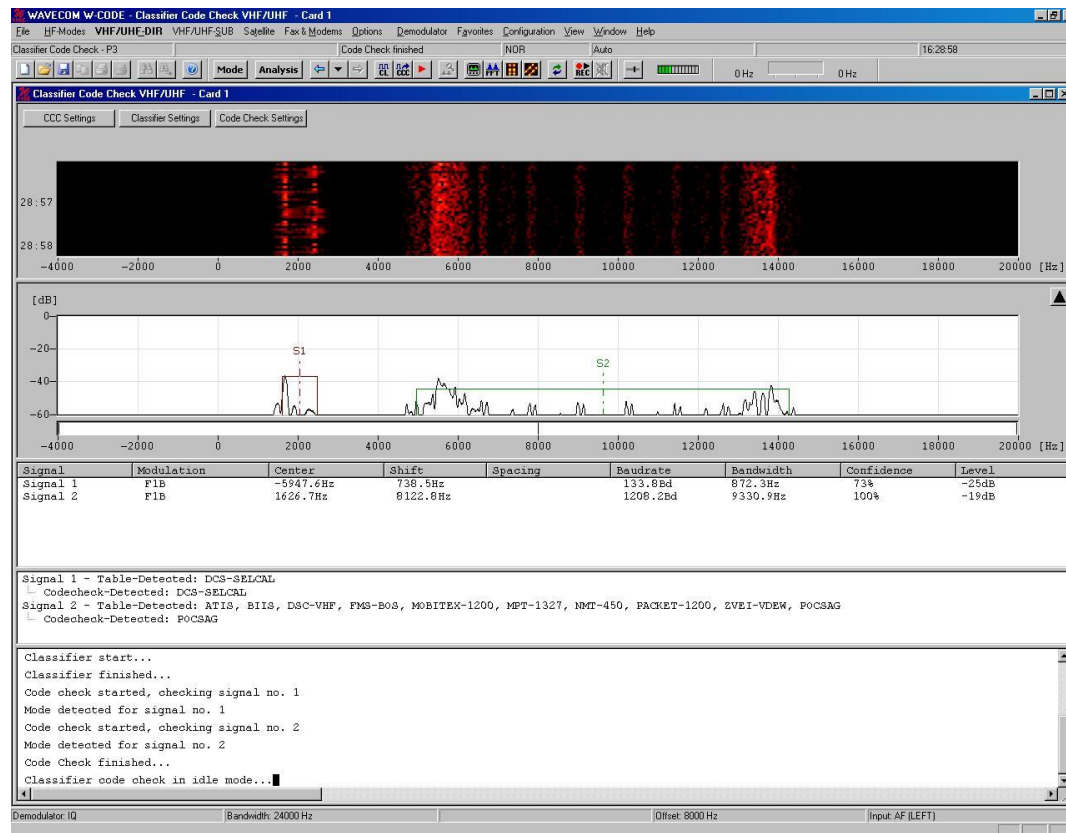 WAVECOM W-CODE - Classifier Code Check VHF/UHF - Card 1
File HF-Modes VHF/UHF-DIR VHF/UHF-SUB Satellite Fax & Modems Options Demodulator Favorites Configuration View Window Help
Classifier Code Check - P3 Code Check finished NOR Auto 16:28:58
Mode Analysis CL CCC FFT REC 0 Hz 0 Hz
Classifier Code Check VHF/UHF - Card 1
CCC Settings Classifier Settings Code Check Settings
28:57
28:58
-4000 -2000 0 2000 4000 6000 8000 10000 12000 14000 16000 18000 20000 [Hz]
[dB]
0
-20
S1
S2
-40
-60
-4000 -2000 0 2000 4000 6000 8000 10000 12000 14000 16000 18000 20000 [Hz]
Signal Modulation Center Shift Spacing Baudrate Bandwidth Confidence Level
Signal 1 F1B -5947.6Hz 738.5Hz 133.8Bd 872.3Hz 73% -25dB
Signal 2 F1B 1626.7Hz 8122.8Hz 1208.2Bd 9330.9Hz 100% -19dB
Signal 1 - Table-Detected: DCS-SELCAL
Codecheck-Detected: DCS-SELCAL
Signal 2 - Table-Detected: ATIS, BIIS, DSC-VHF, FMS-BOS, MOBITEX-1200, MPT-1327, NMT-450, PACKET-1200, ZVEI-VDEW, POCSAG
Codecheck-Detected: POCSAG
Classifier start...
Classifier finished...
Code check started, checking signal no. 1
Mode detected for signal no. 1
Code check started, checking signal no. 2
Mode detected for signal no. 2
Code Check finished...
Classifier code check in idle mode...
Demodulator: IQ Bandwidth: 24000 Hz Offset: 8000 Hz Input: AF (LEFT)